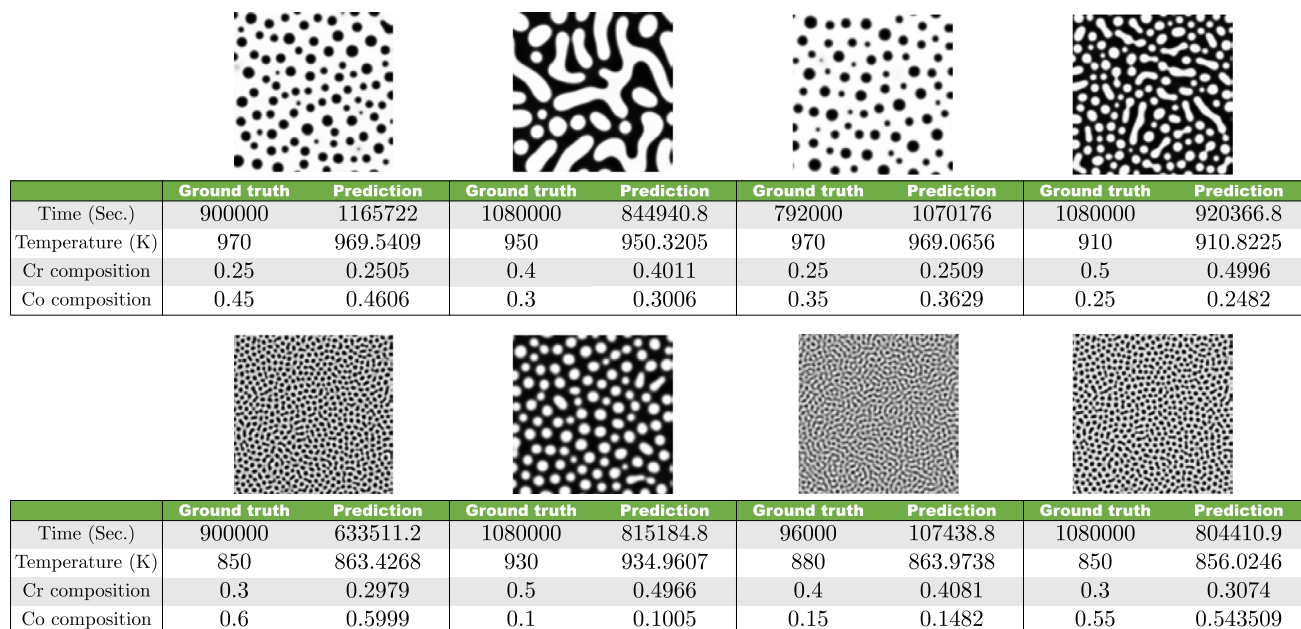 Ground truth Prediction Ground truth Prediction Ground truth Prediction Ground truth Prediction
Time (Sec.) 900000 1165722 1080000 844940.8 792000 1070176 1080000 920366.8
Temperature (K) 970 969.5409 950 950.3205 970 969.0656 910 910.8225
Cr composition 0.25 0.2505 0.4 0.4011 0.25 0.2509 0.5 0.4996
Co composition 0.45 0.4606 0.3 0.3006 0.35 0.3629 0.25 0.2482
Ground truth Prediction Ground truth Prediction Ground truth Prediction Ground truth Prediction
Time (Sec.) 900000 633511.2 1080000 815184.8 96000 107438.8 1080000 804410.9
Temperature (K) 850 863.4268 930 934.9607 880 863.9738 850 856.0246
Cr composition 0.3 0.2979 0.5 0.4966 0.4 0.4081 0.3 0.3074
Co composition 0.6 0.5999 0.1 0.1005 0.15 0.1482 0.55 0.543509